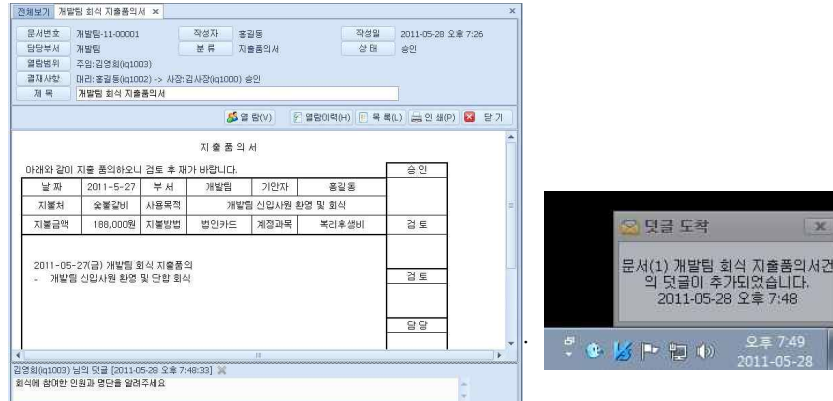 전체보기 개발팀 회식 지출품의서 ×
문서번호 개발팀-11-00001 작성자 홍길동 작성일 2011-05-28 오후 7:26
담당부서 개발팀 분 류 지출품의서 상 태 승인
열람범위 주임:김영희(iq1003)
결재사항 대리:홍길동(iq1002) -> 사장:김사장(iq1000) 승인
제 목 개발팀 회식 지출품의서
열 람(V) 열람이력(H) 목 록(L) 인 쇄(P) 닫 기
지 출 품 의 서
아래와 같이 지출 품의하오니 검토 후 재가 바랍니다.
승 인
날 짜 2011-5-27 부 서 개발팀 기안자 홍길동
지불처 숯불갈비 사용목적 개발팀 신입사원 환영 및 회식
지불금액 188,000원 지불방법 법인카드 계정과목 복리후생비 검 토
2011-05-27(금) 개발팀 회식 지출품의
- 개발팀 신입사원 환영 및 단합 회식
검 토
담 당
김영희(iq1003) 님의 댓글 [2011-05-28 오후 7:48:33]
회식에 참여한 인원과 명단을 알려주세요
.
댓글 도착
문서(1) 개발팀 회식 지출품의서건
의 댓글이 추가되었습니다.
2011-05-28 오후 7:48
오후 7:49
2011-05-28